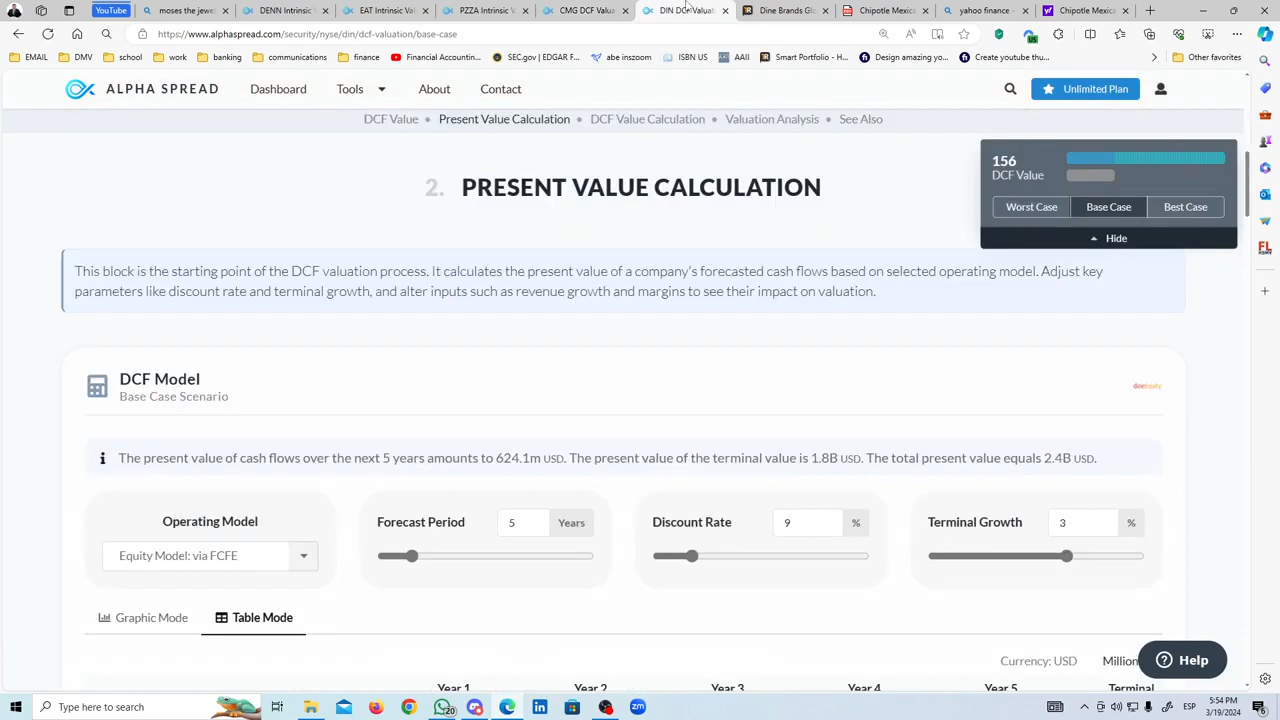 moses the jewel
DENN Intrinsic V
EAT Intrinsic Val
PZZA Intrinsic V
CMG DCF Value
DIN DCF Valuat
Dine Brands Glo
Chipotle Mexica
yahoo finance -
Chipotle Mexica
https://www.alphaspread.com/security/nyse/din/dcf-valuation/base-case
EMAIL
DMV
school
work
banking
communications
finance
Financial Accountin...
SEC.gov | EDGAR F...
abe inszoom
ISBN US
AAII
Smart Portfolio - H...
Design amazing yo...
Create youtube thu...
Other favorites
ALPHA SPREAD
Dashboard
Tools
About
Contact
Unlimited Plan
DCF Value • Present Value Calculation • DCF Value Calculation • Valuation Analysis • See Also
156
DCF Value
Worst Case
Base Case
Best Case
Hide
2. PRESENT VALUE CALCULATION
This block is the starting point of the DCF valuation process. It calculates the present value of a company's forecasted cash flows based on selected operating model. Adjust key
parameters like discount rate and terminal growth, and alter inputs such as revenue growth and margins to see their impact on valuation.
DCF Model
Base Case Scenario
dineEquity
The present value of cash flows over the next 5 years amounts to 624.1m USD. The present value of the terminal value is 1.8B USD. The total present value equals 2.4B USD.
Operating Model
Equity Model: via FCFE
Forecast Period
5
Years
Discount Rate
9
%
Terminal Growth
3
%
Graphic Mode
Table Mode
Currency: USD
Million
Help
Year 1
Year 2
Year 3
Year 4
Year 5
Terminal
Type here to search
20
ESP
5:54 PM
3/19/2024
6